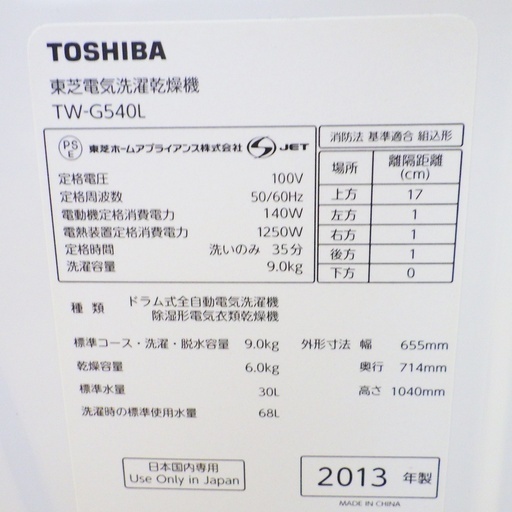 TOSHIBA
東芝電気洗濯乾燥機
TW-G540L
PS
E
東芝ホームアプライアンス株式会社 JET
定格電圧 100V
定格周波数 50/60Hz
電動機定格消費電力 140W
電熱装置定格消費電力 1250W
定格時間 洗いのみ 35分
洗濯容量 9.0kg
消防法 基準適合 組込形
場所 離隔距離
(cm)
上方 17
左方 1
右方 1
後方 1
下方 0
種類 ドラム式全自動電気洗濯機
除湿形電気衣類乾燥機
標準コース・洗濯・脱水容量 9.0kg
乾燥容量 6.0kg
標準水量 30L
洗濯時の標準使用水量 68L
外形寸法 幅 655mm
奥行 714mm
高さ 1040mm
日本国内専用
Use Only in Japan
2013 年製
MADE IN CHINA